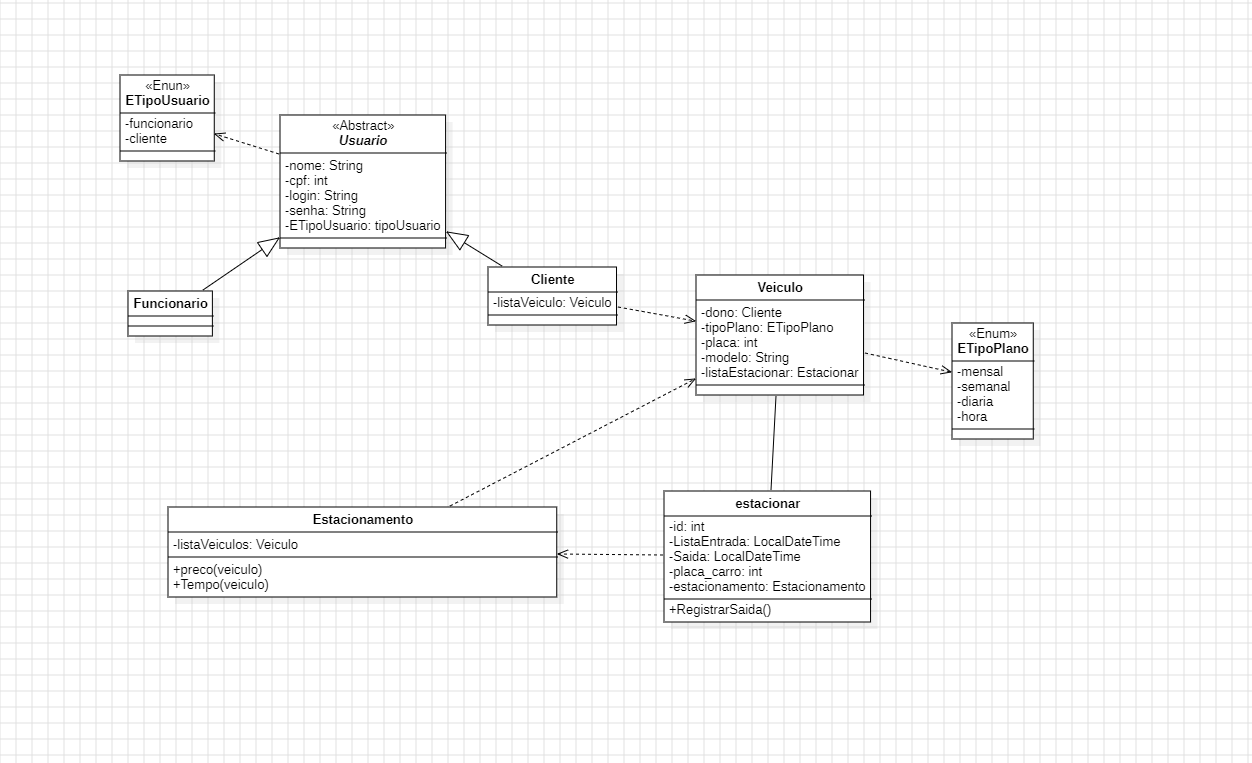 «Enun»
ETipoUsuario
-funcionario
-cliente
«Abstract»
Usuario
-nome: String
-cpf: int
-login: String
-senha: String
-ETipoUsuario: tipoUsuario
Funcionario
Cliente
-listaVeiculo: Veiculo
Veiculo
-dono: Cliente
-tipoPlano: ETipoPlano
-placa: int
-modelo: String
-listaEstacionar: Estacionar
«Enum»
ETipoPlano
-mensal
-semanal
-diaria
-hora
Estacionamento
-listaVeiculos: Veiculo
+preco(veiculo)
+Tempo(veiculo)
estacionar
-id: int
-ListaEntrada: LocalDateTime
-Saida: LocalDateTime
-placa_carro: int
-estacionamento: Estacionamento
+RegistrarSaida()